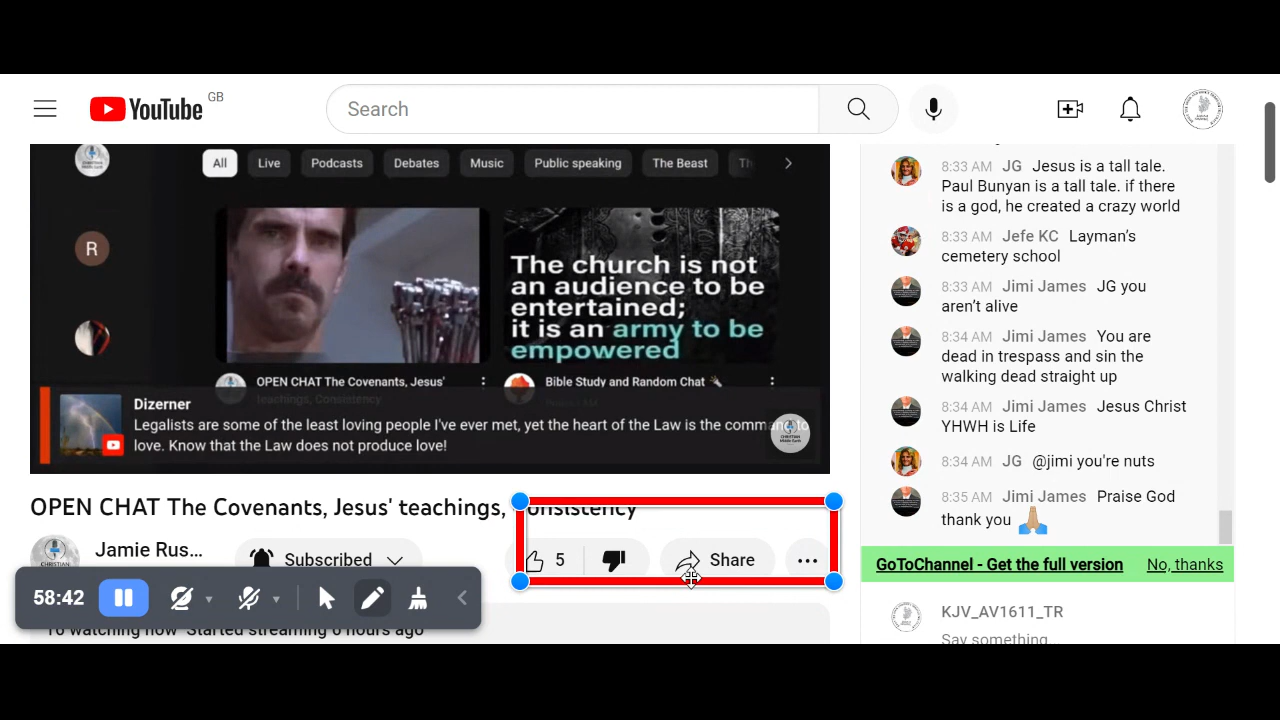 YouTube GB
Search
All
Live
Podcasts
Debates
Music
Public speaking
The Beast
Th
R
The church is not
an audience to be
entertained;
it is an army to be
empowered
OPEN CHAT The Covenants, Jesus'
teachings, Consistency
Bible Study and Random Chat
Dizerner
Legalists are some of the least loving people I've ever met, yet the heart of the Law is the command to
love. Know that the Law does not produce love!
OPEN CHAT The Covenants, Jesus' teachings, Consistency
Jamie Rus...
Subscribed
5
Share
58:42
watching now Started streaming 6 hours ago
8:33 AM JG Jesus is a tall tale.
Paul Bunyan is a tall tale. if there
is a god, he created a crazy world
8:33 AM Jefe KC Layman’s
cemetery school
8:33 AM Jimi James JG you
aren’t alive
8:34 AM Jimi James You are
dead in trespass and sin the
walking dead straight up
8:34 AM Jimi James Jesus Christ
YHWH is Life
8:34 AM JG @jimi you're nuts
8:35 AM Jimi James Praise God
thank you 🙏🏽
GoToChannel - Get the full version No, thanks
KJV_AV1611_TR
Say something...